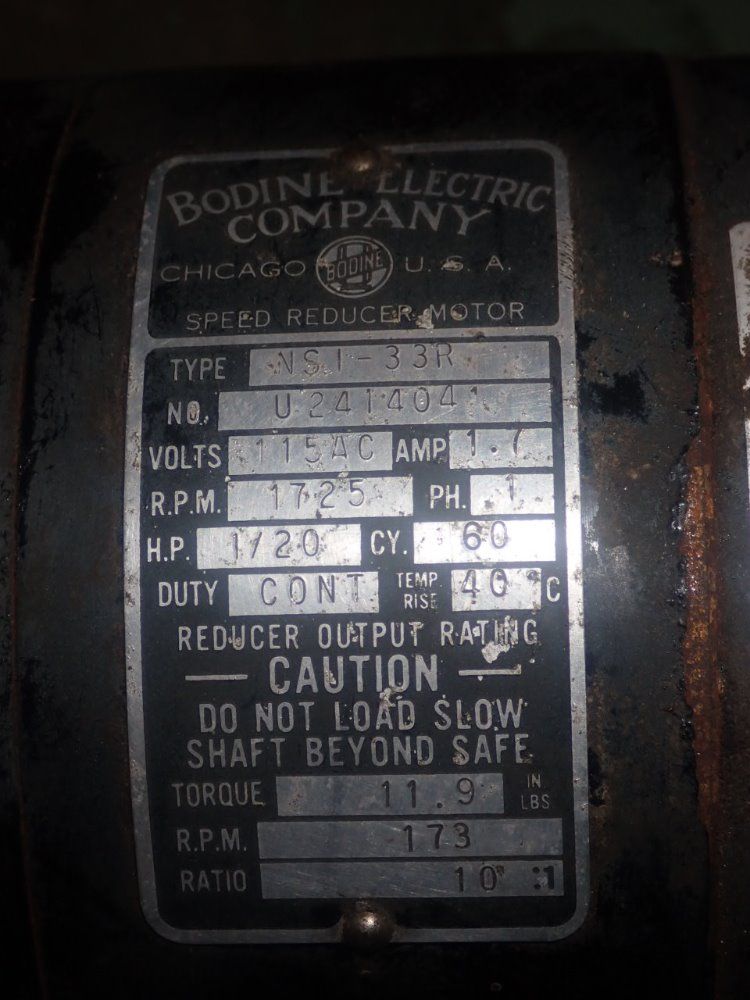 BODINE ELECTRIC
COMPANY
CHICAGO BODINE U.S.A.
SPEED REDUCER MOTOR
TYPE NSI-33R
NO. U2414041
VOLTS 115AC AMP 1.7
R.P.M. 1725 PH. 1
H.P. 1/20 CY. 60
DUTY CONT TEMP. RISE 40°C
REDUCER OUTPUT RATING
— CAUTION —
DO NOT LOAD SLOW
SHAFT BEYOND SAFE
TORQUE 11.9 IN LBS
R.P.M. 173
RATIO 10 :1